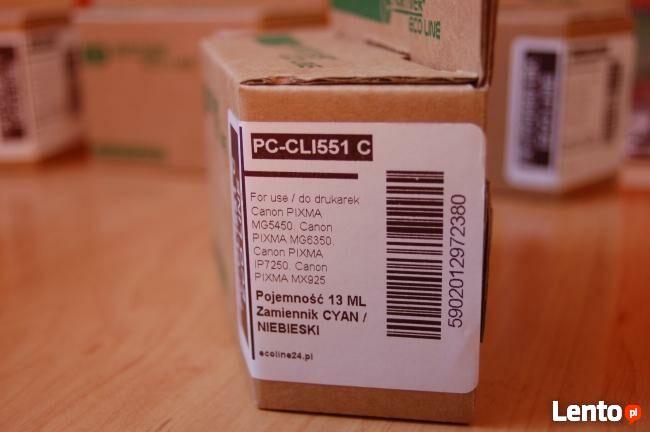 ECO LINE
PC-CLI551 C
For use / do drukarek
Canon PIXMA
MG5450, Canon
PIXMA MG6350,
Canon PIXMA
IP7250, Canon
PIXMA MX925
Pojemność 13 ML
Zamiennik CYAN /
NIEBIESKI
ecoline24.pl
5902012972380
Lento.pl